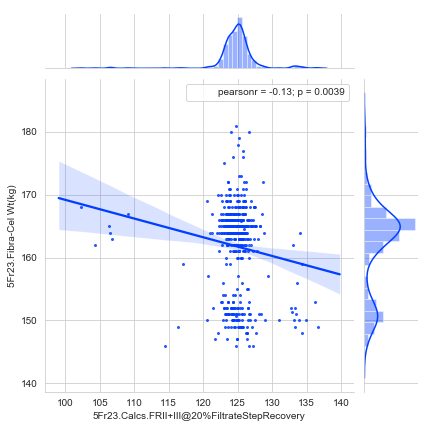 pearsonr = -0.13; p = 0.0039
180
170
160
150
140
5Fr23.Fibra-Cel Wt(kg)
100 105 110 115 120 125 130 135 140
5Fr23.Calcs.FRII+III@20%FiltrateStepRecovery